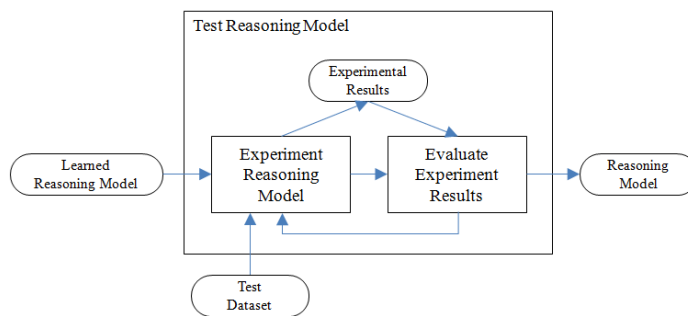 Test Reasoning Model
Experimental
Results
Learned
Reasoning Model
Experiment
Reasoning
Model
Evaluate
Experiment
Results
Reasoning
Model
Test
Dataset